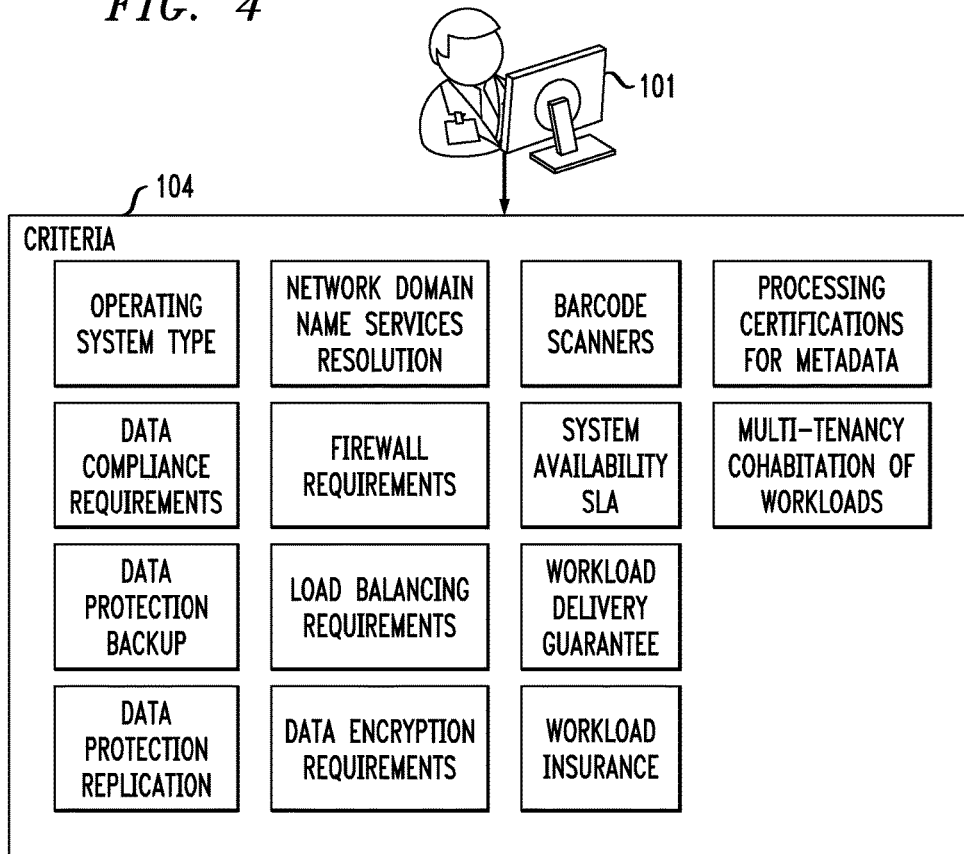 FIG. 4
101
104
CRITERIA
OPERATING
SYSTEM TYPE
NETWORK DOMAIN
NAME SERVICES
RESOLUTION
BARCODE
SCANNERS
PROCESSING
CERTIFICATIONS
FOR METADATA
DATA
COMPLIANCE
REQUIREMENTS
FIREWALL
REQUIREMENTS
SYSTEM
AVAILABILITY
SLA
MULTI-TENANCY
COHABITATION OF
WORKLOADS
DATA
PROTECTION
BACKUP
LOAD BALANCING
REQUIREMENTS
WORKLOAD
DELIVERY
GUARANTEE
DATA
PROTECTION
REPLICATION
DATA ENCRYPTION
REQUIREMENTS
WORKLOAD
INSURANCE